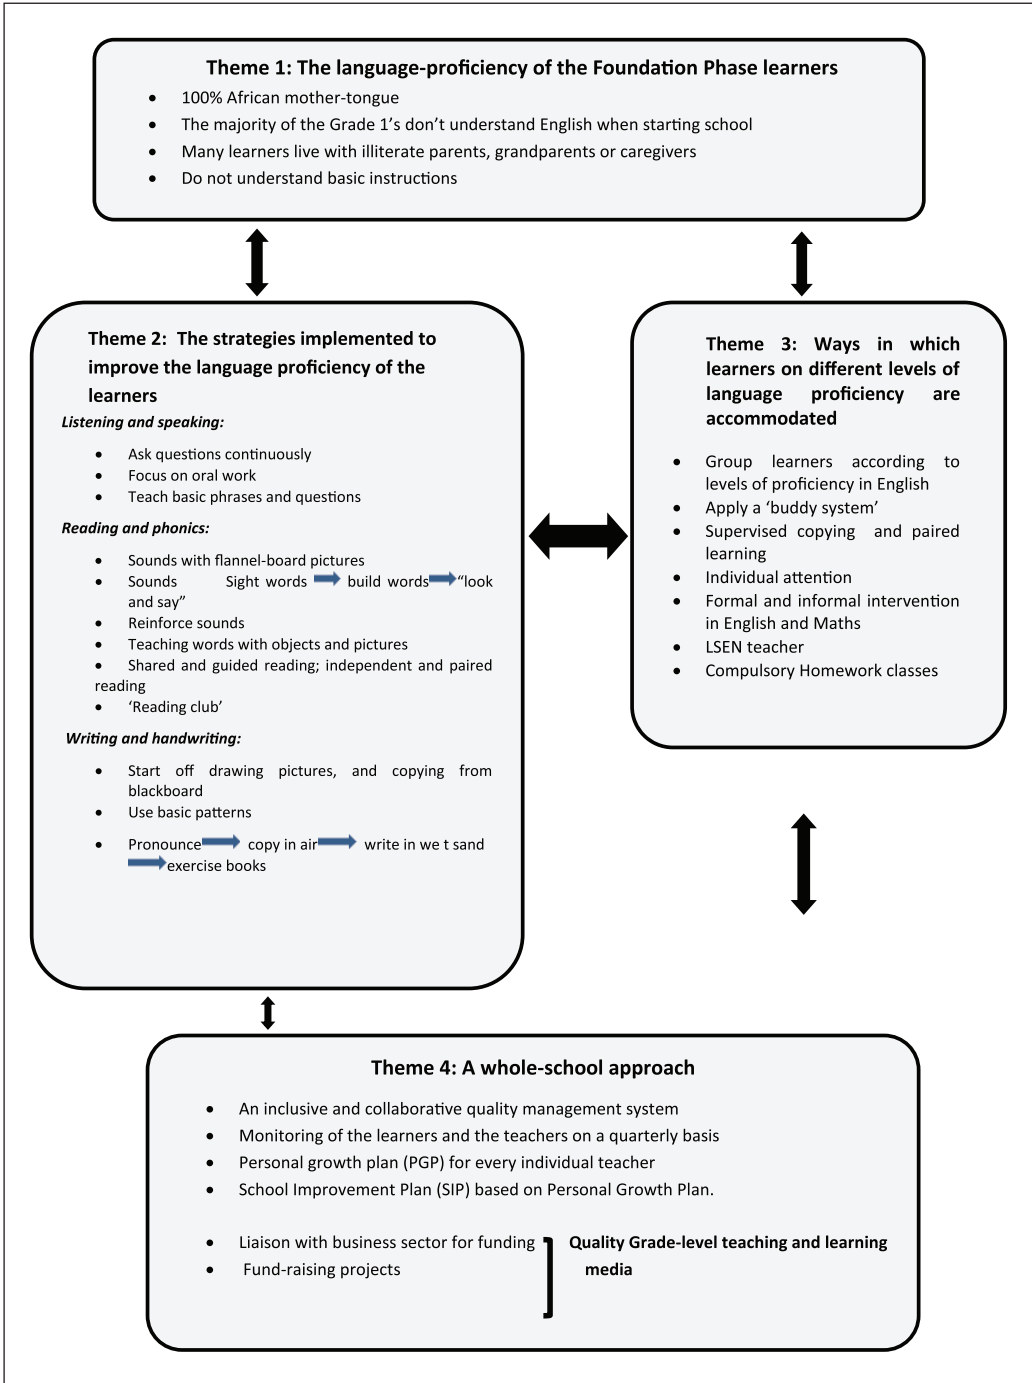 Theme 1: The language-proficiency of the Foundation Phase learners
• 100% African mother-tongue
• The majority of the Grade 1's don't understand English when starting school
• Many learners live with illiterate parents, grandparents or caregivers
• Do not understand basic instructions
Theme 2: The strategies implemented to
improve the language proficiency of the
learners
Listening and speaking:
• Ask questions continuously
• Focus on oral work
• Teach basic phrases and questions
Reading and phonics:
• Sounds with flannel-board pictures
• Sounds Sight words build words “look
and say”
• Reinforce sounds
• Teaching words with objects and pictures
• Shared and guided reading; independent and paired
reading
• ‘Reading club’
Writing and handwriting:
• Start off drawing pictures, and copying from
blackboard
• Use basic patterns
• Pronounce copy in air write in we t sand
exercise books
Theme 3: Ways in which
learners on different levels of
language proficiency are
accommodated
• Group learners according to
levels of proficiency in English
• Apply a ‘buddy system’
• Supervised copying and paired
learning
• Individual attention
• Formal and informal intervention
in English and Maths
• LSEN teacher
• Compulsory Homework classes
Theme 4: A whole-school approach
• An inclusive and collaborative quality management system
• Monitoring of the learners and the teachers on a quarterly basis
• Personal growth plan (PGP) for every individual teacher
• School Improvement Plan (SIP) based on Personal Growth Plan.
• Liaison with business sector for funding
• Fund-raising projects
Quality Grade-level teaching and learning
media